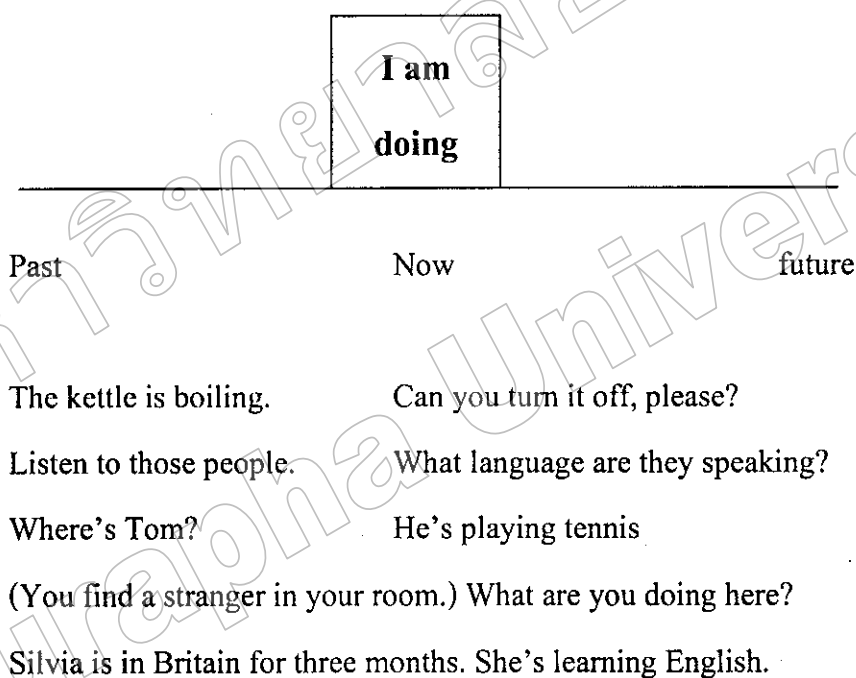 I am
doing
Past Now future
The kettle is boiling. Can you turn it off, please?
Listen to those people. What language are they speaking?
Where's Tom? He's playing tennis
(You find a stranger in your room.) What are you doing here?
Silvia is in Britain for three months. She's learning English.